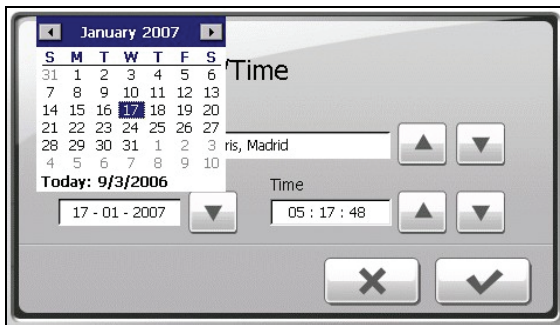 January 2007
S M T W T F S
31 1 2 3 4 5 6
7 8 9 10 11 12 13
14 15 16 17 18 19 20
21 22 23 24 25 26 27
28 29 30 31 1 2 3
4 5 6 7 8 9 10
Today: 9/3/2006
/Time
ris, Madrid
Time
17 - 01 - 2007
05 : 17 : 48